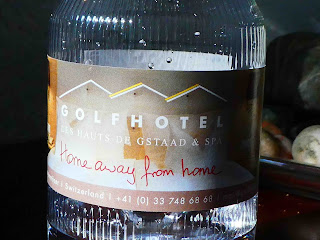 GOLFHOTEL
LES HAUTS DE GSTAAD & SPA
Home away from home
| Switzerland | +41 (0) 33 748 68 68